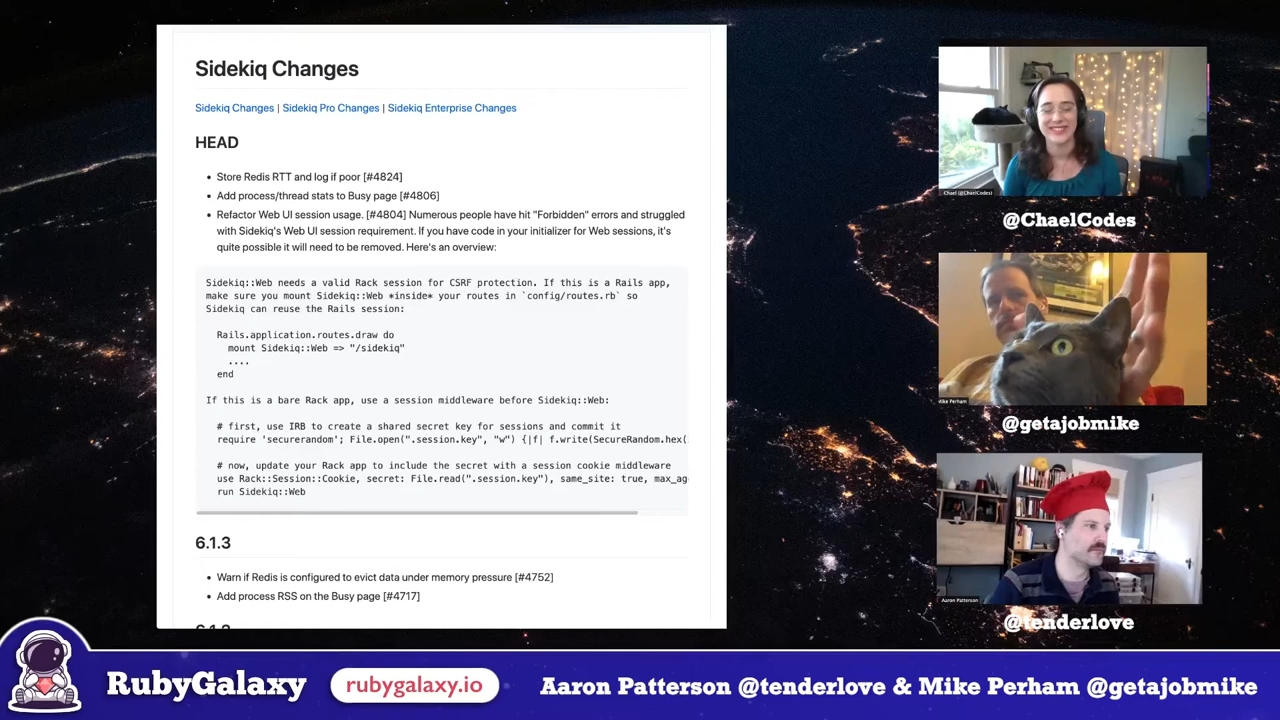 Sidekiq Changes
Sidekiq Changes | Sidekiq Pro Changes | Sidekiq Enterprise Changes
HEAD
• Store Redis RTT and log if poor [#4824]
• Add process/thread stats to Busy page [#4806]
• Refactor Web UI session usage. [#4804] Numerous people have hit "Forbidden" errors and struggled
with Sidekiq's Web UI session requirement. If you have code in your initializer for Web sessions, it's
quite possible it will need to be removed. Here's an overview:
Sidekiq::Web needs a valid Rack session for CSRF protection. If this is a Rails app,
make sure you mount Sidekiq::Web *inside* your routes in `config/routes.rb` so
Sidekiq can reuse the Rails session:
Rails.application.routes.draw do
mount Sidekiq::Web => "/sidekiq"
....
end
If this is a bare Rack app, use a session middleware before Sidekiq::Web:
# first, use IRB to create a shared secret key for sessions and commit it
require 'securerandom'; File.open(".session.key", "w") {|f| f.write(SecureRandom.hex(
# now, update your Rack app to include the secret with a session cookie middleware
use Rack::Session::Cookie, secret: File.read(".session.key"), same_site: true, max_ag
run Sidekiq::Web
6.1.3
• Warn if Redis is configured to evict data under memory pressure [#4752]
• Add process RSS on the Busy page [#4717]
Chael (@ChaelCodes)
@ChaelCodes
Mike Perham
@getajobmike
Aaron Patterson
@tenderlove
RubyGalaxy
rubygalaxy.io
Aaron Patterson @tenderlove & Mike Perham @getajobmike